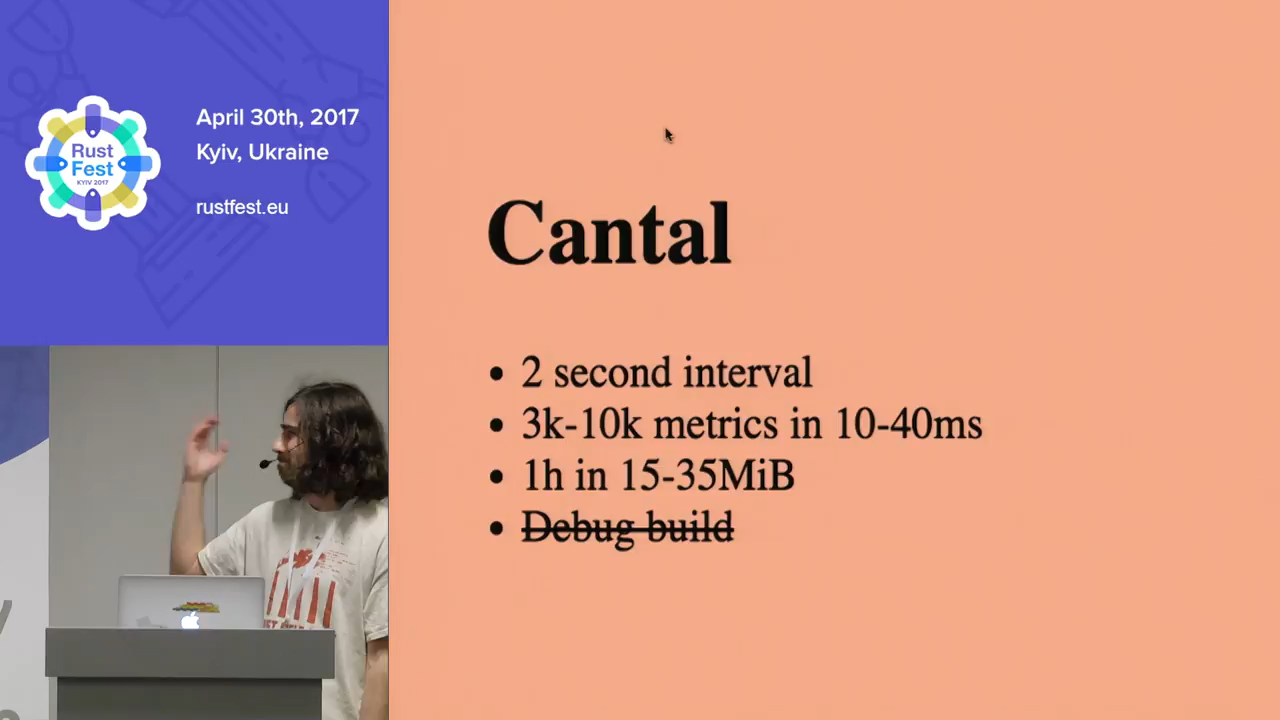 April 30th, 2017
Kyiv, Ukraine
rustfest.eu
Rust
Fest
KYIV 2017
Cantal
2 second interval
3k-10k metrics in 10-40ms
1h in 15-35MiB
Debug build